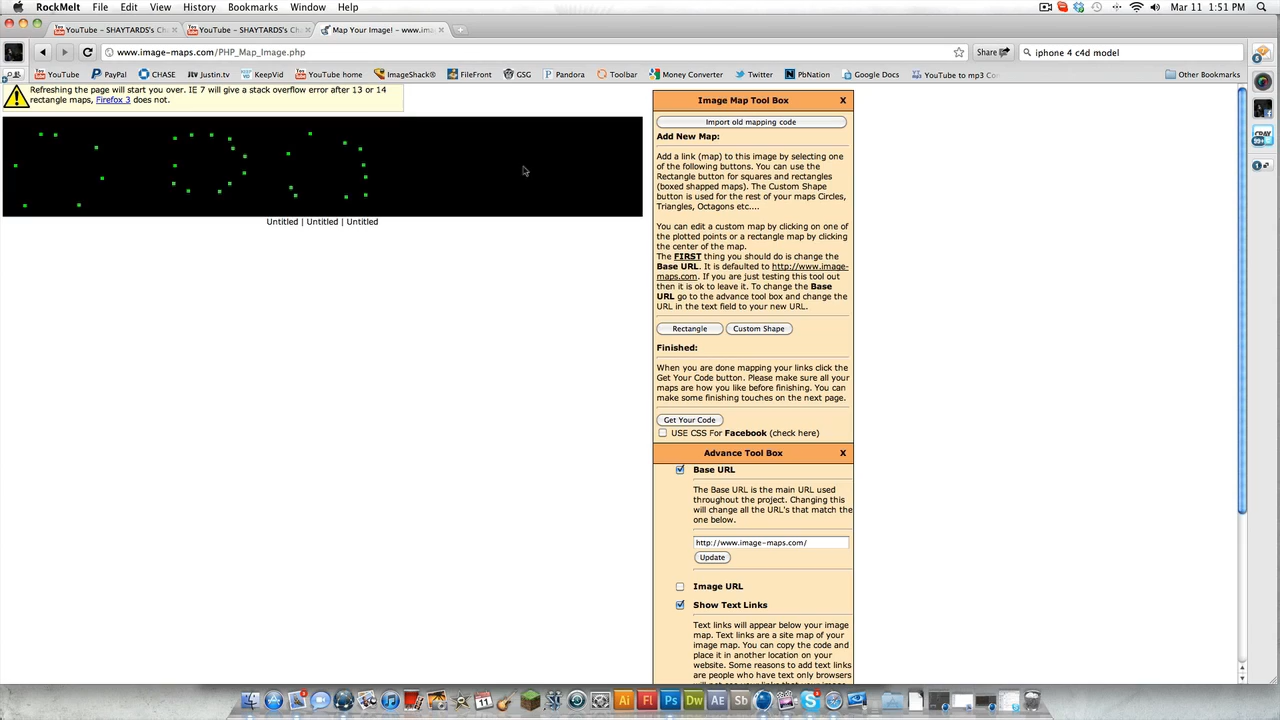 RockMelt File Edit View History Bookmarks Window Help Mar 11 1:51 PM
YouTube – SHAYTARDS's Ch YouTube – SHAYTARDS's Ch Map Your Image! – www.ima
www.image-maps.com/PHP_Map_Image.php Share iphone 4 c4d model
YouTube PayPal CHASE Justin.tv KeepVid YouTube home ImageShack® FileFront GSG Pandora Toolbar Money Converter Twitter PbNation Google Docs YouTube to mp3 Con Other Bookmarks
Refreshing the page will start you over. IE 7 will give a stack overflow error after 13 or 14
rectangle maps, Firefox 3 does not.
Untitled | Untitled | Untitled
Image Map Tool Box X
Import old mapping code
Add New Map:
Add a link (map) to this image by selecting one
of the following buttons. You can use the
Rectangle button for squares and rectangles
(boxed shapped maps). The Custom Shape
button is used for the rest of your maps Circles,
Triangles, Octagons etc....
You can edit a custom map by clicking on one of
the plotted points or a rectangle map by clicking
the center of the map.
The FIRST thing you should do is change the
Base URL. It is defaulted to http://www.image-
maps.com. If you are just testing this tool out
then it is ok to leave it. To change the Base
URL go to the advance tool box and change the
URL in the text field to your new URL.
Rectangle Custom Shape
Finished:
When you are done mapping your links click the
Get Your Code button. Please make sure all your
maps are how you like before finishing. You can
make some finishing touches on the next page.
Get Your Code
USE CSS For Facebook (check here)
Advance Tool Box X
Base URL
The Base URL is the main URL used
throughout the project. Changing this
will change all the URL's that match the
one below.
http://www.image-maps.com/
Update
Image URL
Show Text Links
Text links will appear below your image
map. Text links are a site map of your
image map. You can copy the code and
place it in another location on your
website. Some reasons to add text links
are people who have text only browsers
Ai Fl Ps Dw Ae Sb